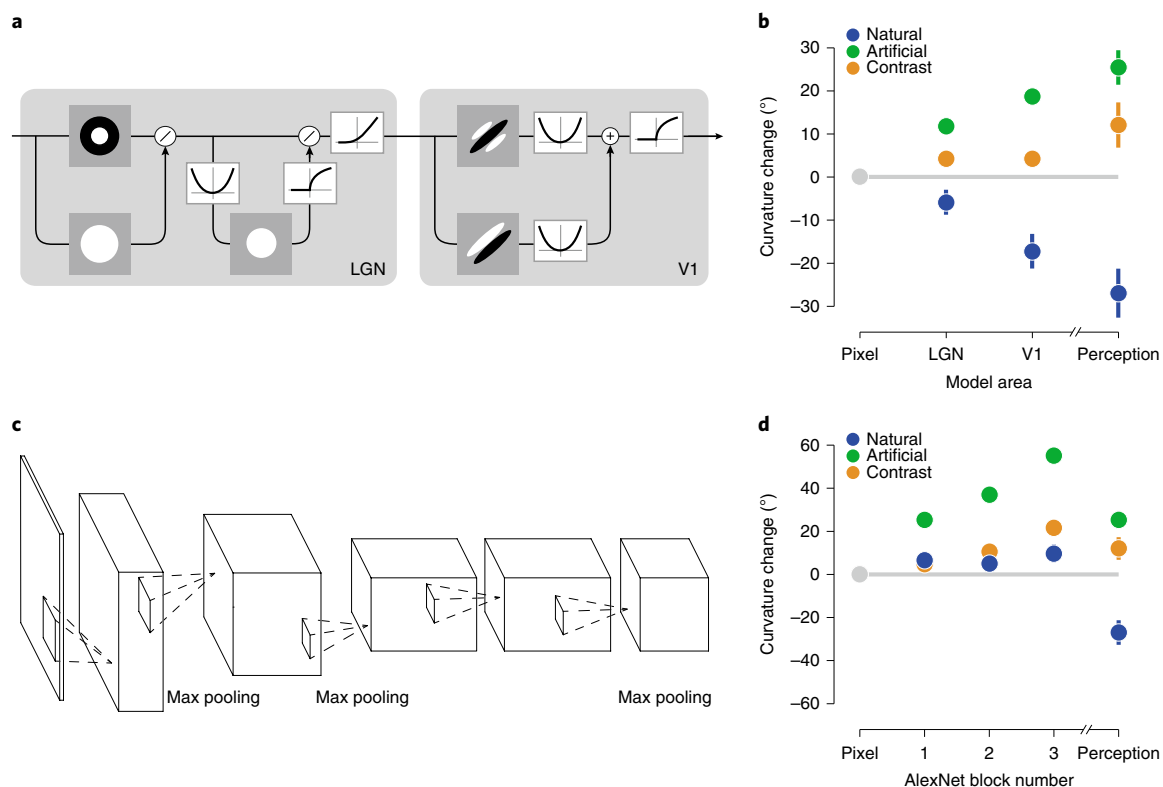 a
LGN
V1
b
Natural
Artificial
Contrast
30
20
10
0
–10
–20
–30
Curvature change (°)
Pixel
LGN
V1
Perception
Model area
c
Max pooling
Max pooling
Max pooling
d
Natural
Artificial
Contrast
60
40
20
0
–20
–40
–60
Curvature change (°)
Pixel
1
2
3
Perception
AlexNet block number